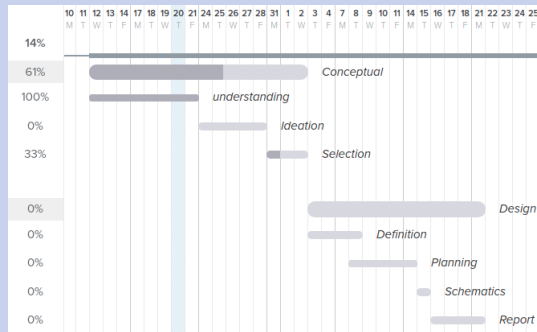 10 11 12 13 14 17 18 19 20 21 24 25 26 27 28 31 1 2 3 4 7 8 9 10 11 14 15 16 17 18 21 22 23 24 25
M T W T F M T W T F M T W T F M T W T F M T W T F M T W T F M T W T F
14%
61% Conceptual
100% understanding
0% Ideation
33% Selection
0% Design
0% Definition
0% Planning
0% Schematics
0% Report